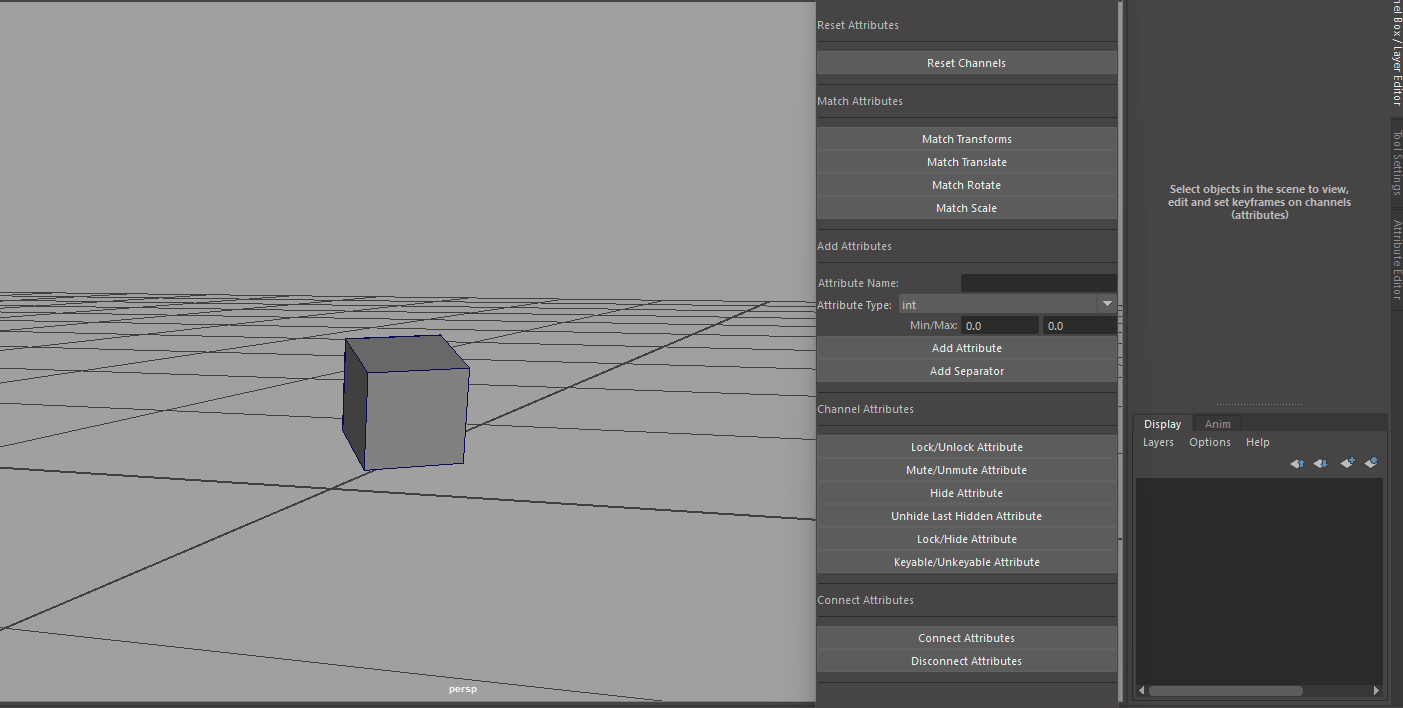 Reset Attributes
Reset Channels
Match Attributes
Match Transforms
Match Translate
Match Rotate
Match Scale
Add Attributes
Attribute Name:
Attribute Type: int
Min/Max: 0.0 0.0
Add Attribute
Add Separator
Channel Attributes
Lock/Unlock Attribute
Mute/Unmute Attribute
Hide Attribute
Unhide Last Hidden Attribute
Lock/Hide Attribute
Keyable/Unkeyable Attribute
Connect Attributes
Connect Attributes
Disconnect Attributes
persp
Select objects in the scene to view,
edit and set keyframes on channels
(attributes)
Display Anim
Layers Options Help
nel Box / Layer Editor
Tool Settings
Attribute Editor